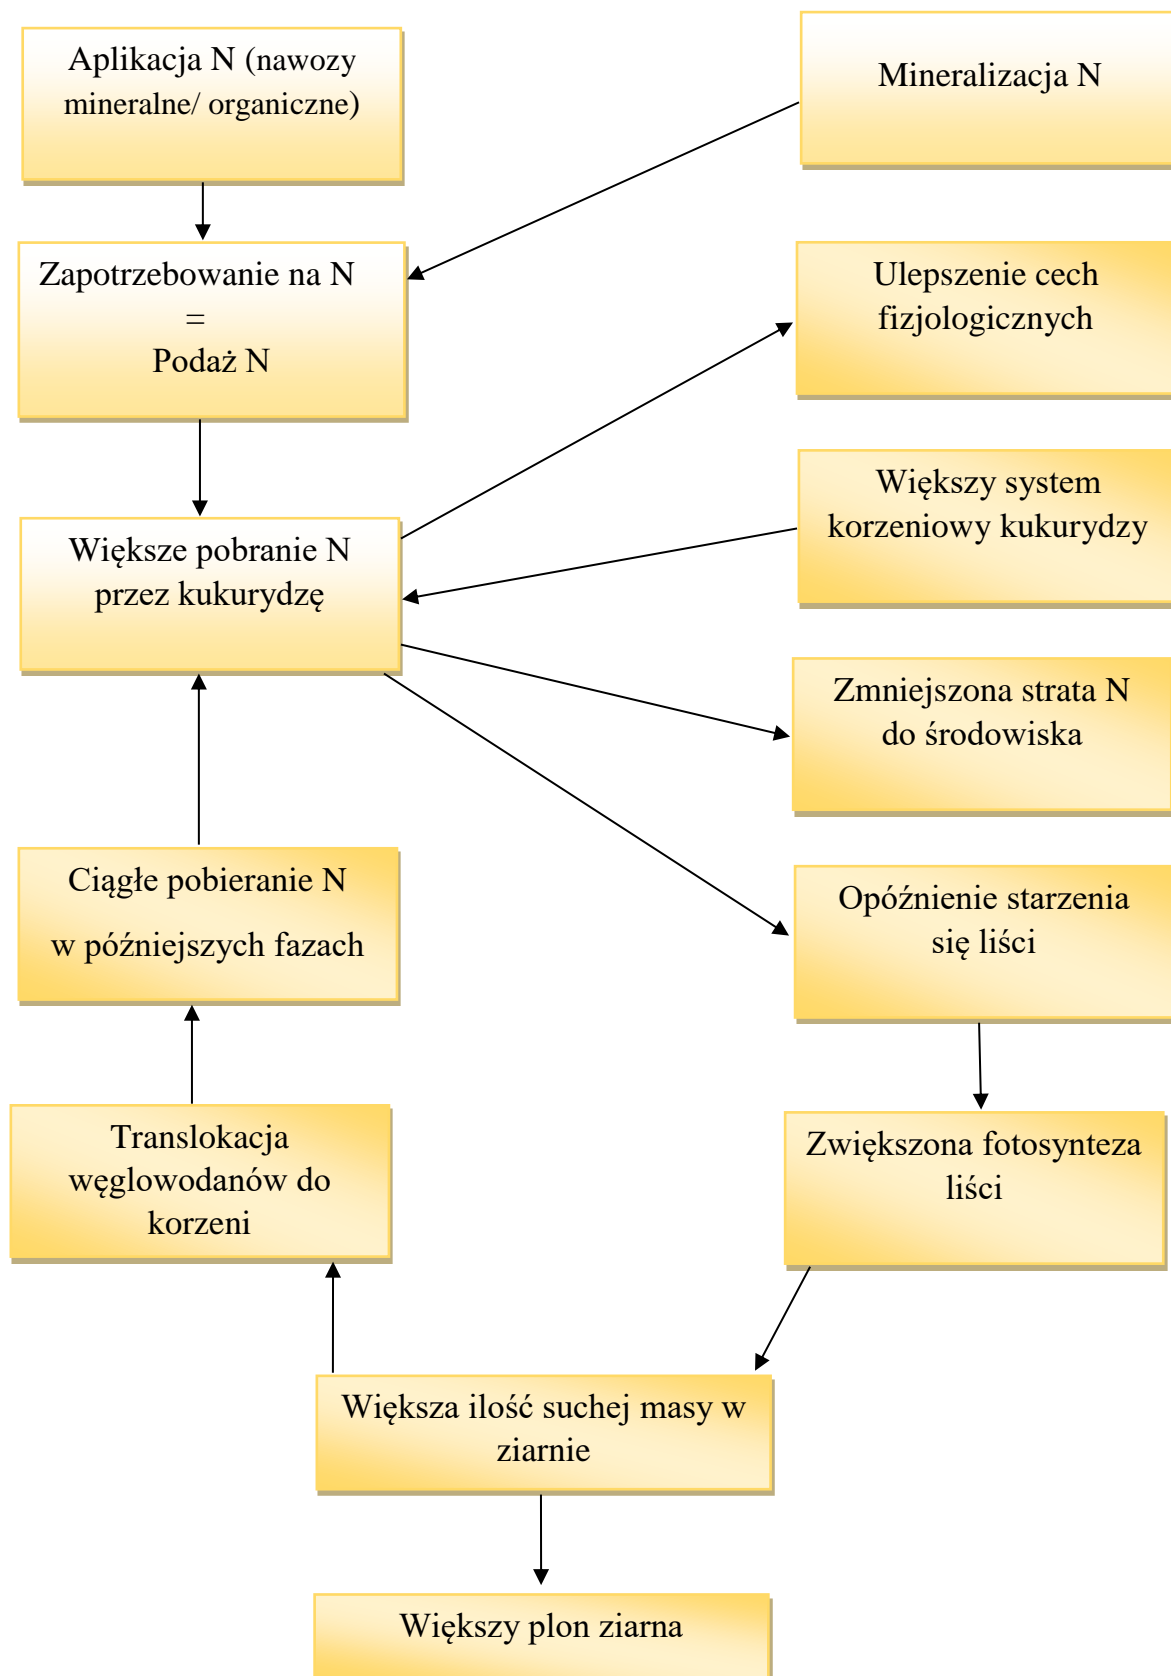 Aplikacja N (nawozy
mineralne/ organiczne)
Mineralizacja N
Zapotrzebowanie na N
=
Podaż N
Ulepszenie cech
fizjologicznych
Większy system
korzeniowy kukurydzy
Większe pobranie N
przez kukurydzę
Zmniejszona strata N
do środowiska
Ciągłe pobieranie N
w późniejszych fazach
Opóźnienie starzenia
się liści
Translokacja
węglowodanów do
korzeni
Zwiększona fotosynteza
liści
Większa ilość suchej masy w
ziarnie
Większy plon ziarna